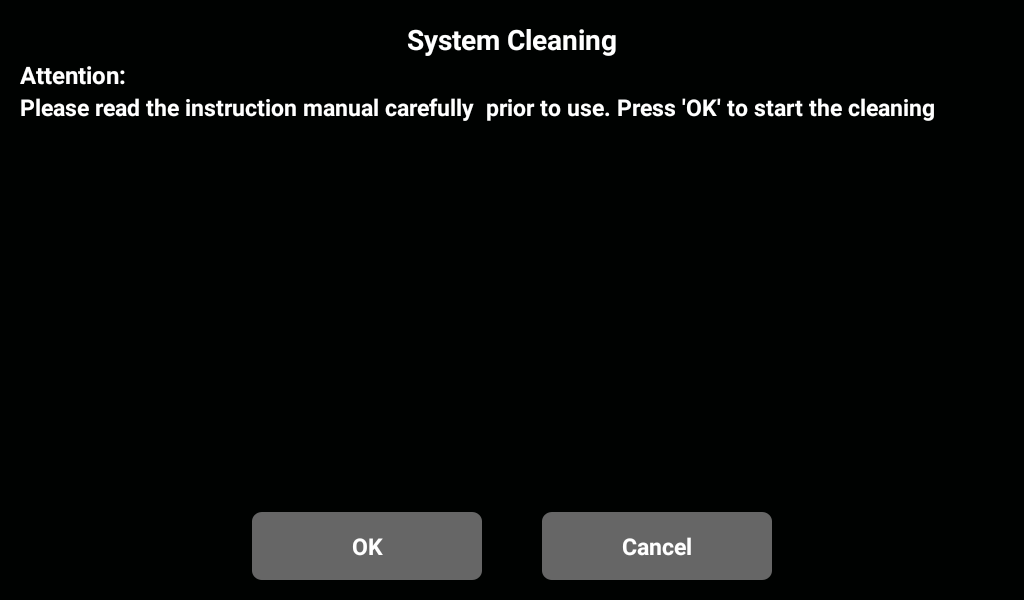 System Cleaning
Attention:
Please read the instruction manual carefully  prior to use. Press 'OK' to start the cleaning
OK
Cancel